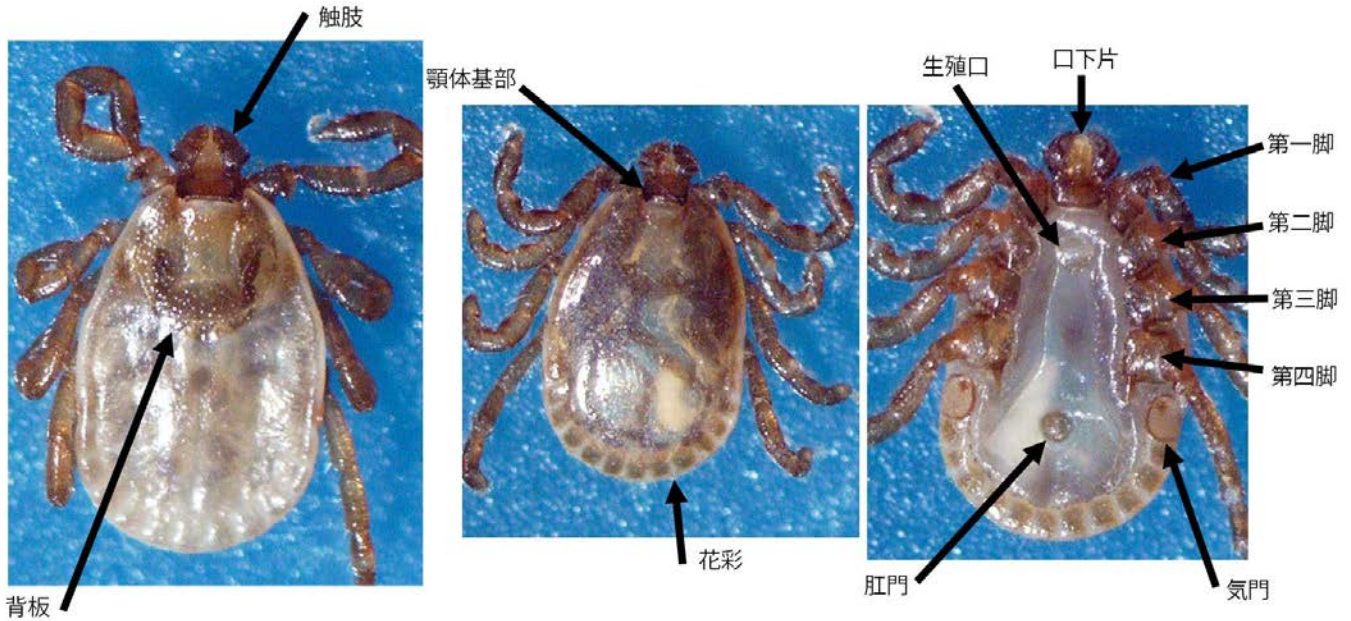 触肢
顎体基部
背板
花彩
生殖口
口下片
第一脚
第二脚
第三脚
第四脚
肛門
気門